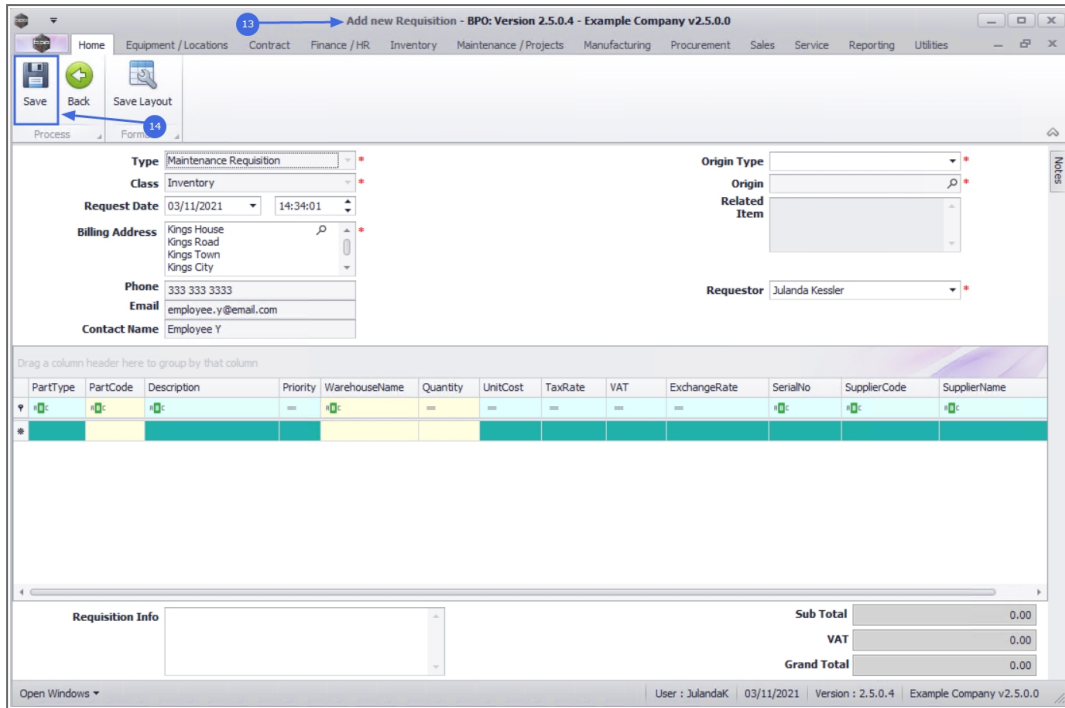 13
Add new Requisition - BPO: Version 2.5.0.4 - Example Company v2.5.0.0
Home Equipment / Locations Contract Finance / HR Inventory Maintenance / Projects Manufacturing Procurement Sales Service Reporting Utilities
Save Back Save Layout
14
Process
Notes
Type Maintenance Requisition * Origin Type *
Class Inventory * Origin *
Request Date 03/11/2021 14:34:01 Related
Item
Billing Address Kings House *
Kings Road
Kings Town
Kings City
Phone 333 333 3333 Requestor Julanda Kessler *
Email employee.y@email.com
Contact Name Employee Y
Drag a column header here to group by that column
PartType PartCode Description Priority WarehouseName Quantity UnitCost TaxRate VAT ExchangeRate SerialNo SupplierCode SupplierName
Requisition Info Sub Total 0.00
VAT 0.00
Grand Total 0.00
Open Windows User : JulandaK 03/11/2021 Version : 2.5.0.4 Example Company v2.5.0.0